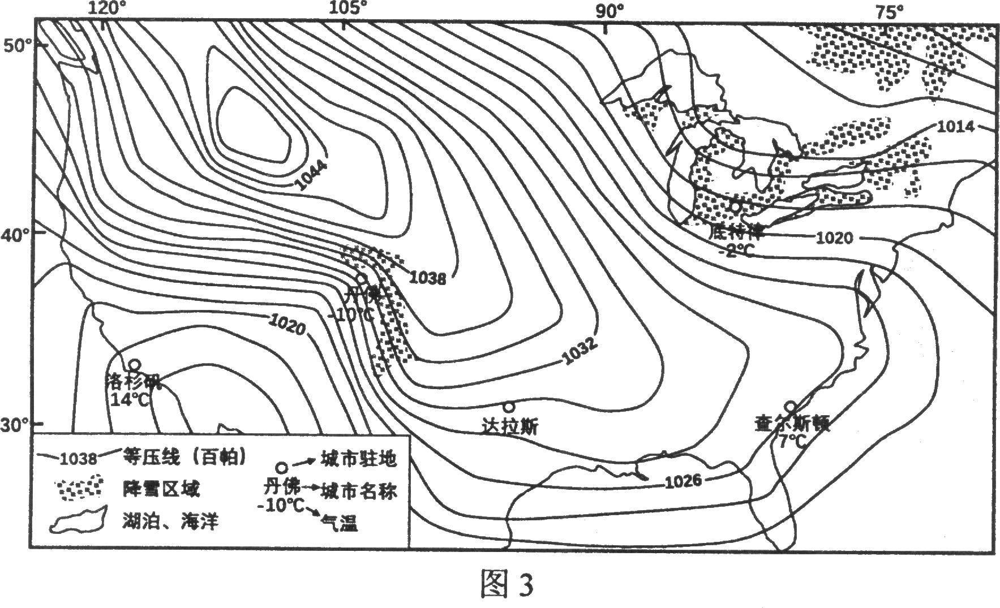 120° 105° 90° 75°
50°
40°
30°
1044
1014
1020
底特律
-2℃
1038
丹佛
-10℃
1020
1032
洛杉矶
14℃
达拉斯
查尔斯顿
7℃
1026
1038 等压线（百帕）
降雪区域
湖泊、海洋
城市驻地
丹佛 城市名称
-10℃ 气温
图 3